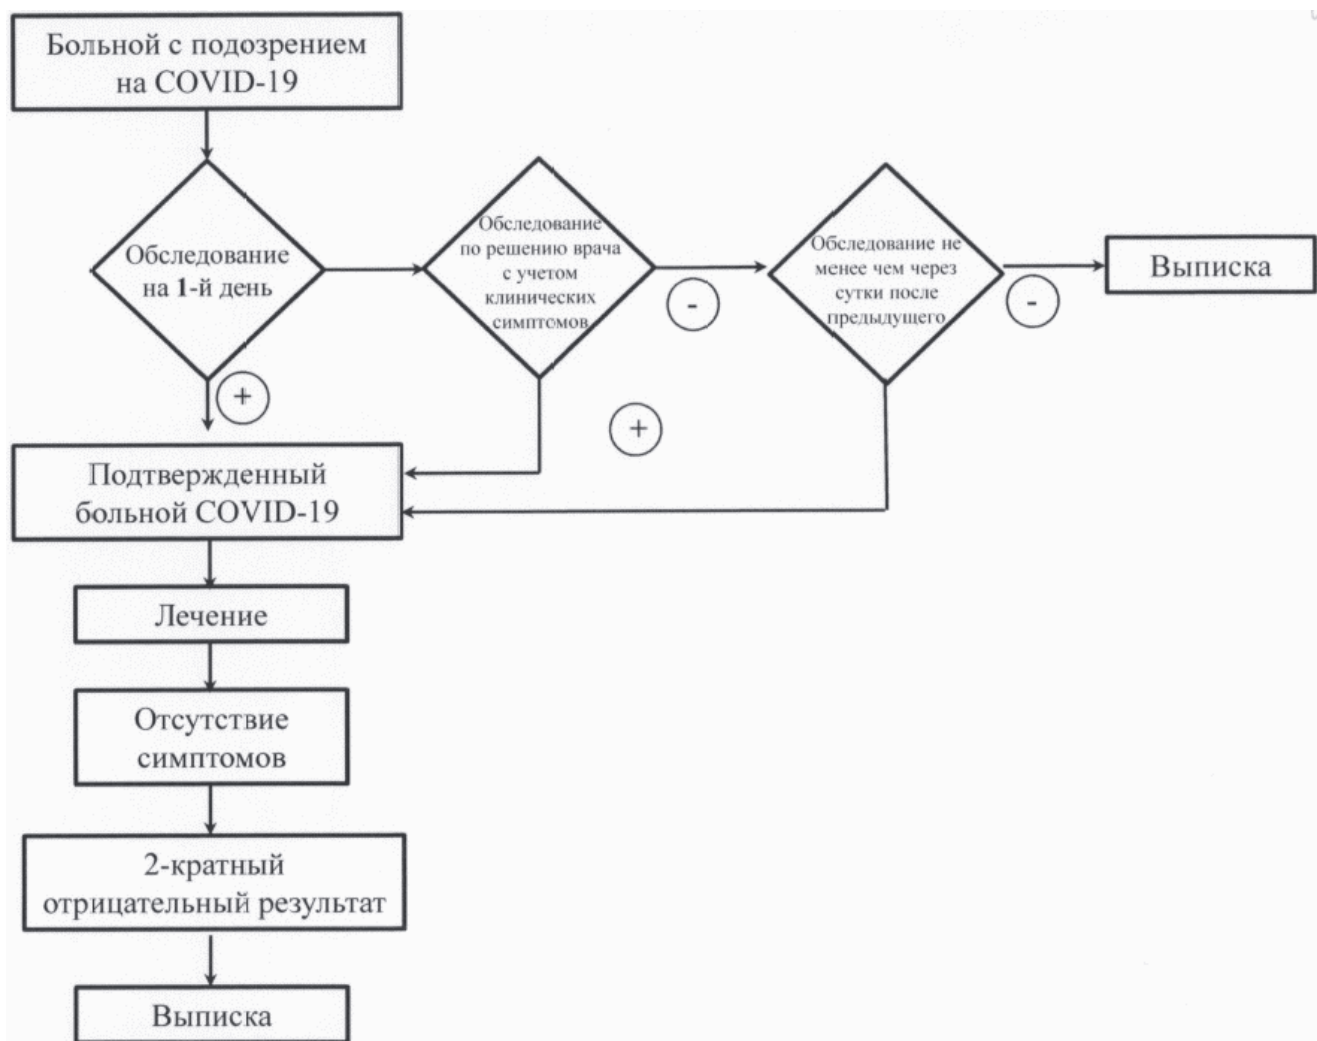 Больной с подозрением
на COVID-19
Обследование
на 1-й день
Обследование
по решению врача
с учетом
клинических
симптомов
Обследование не
менее чем через
сутки после
предыдущего
Выписка
-
-
+
+
Подтвержденный
больной COVID-19
Лечение
Отсутствие
симптомов
2-кратный
отрицательный результат
Выписка